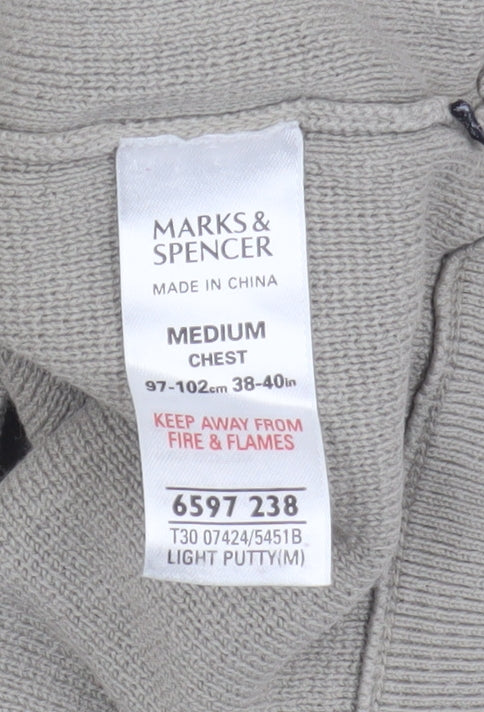 MARKS &
SPENCER
MADE IN CHINA
MEDIUM
CHEST
97-102cm 38-40in
KEEP AWAY FROM
FIRE & FLAMES
6597 238
T30 07424/5451B
LIGHT PUTTY(M)